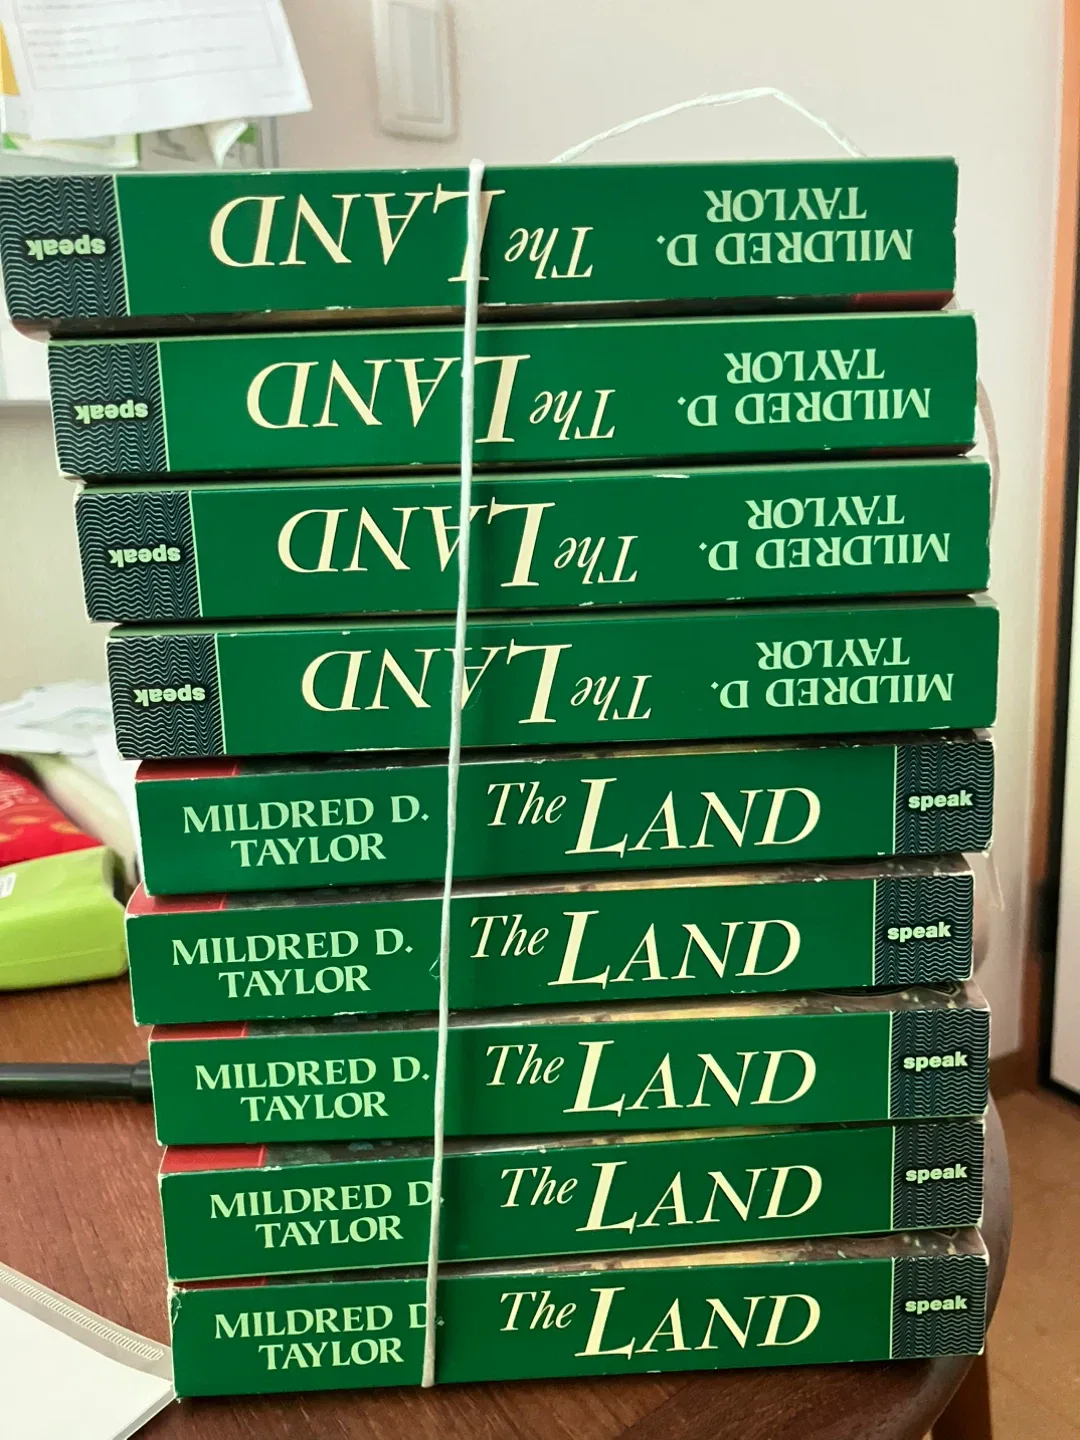 speak
The LAND
MILDRED D.
TAYLOR
speak
The LAND
MILDRED D.
TAYLOR
speak
The LAND
MILDRED D.
TAYLOR
speak
The LAND
MILDRED D.
TAYLOR
MILDRED D.
TAYLOR
The LAND
speak
MILDRED D.
TAYLOR
The LAND
speak
MILDRED D.
TAYLOR
The LAND
speak
MILDRED D.
TAYLOR
The LAND
speak
MILDRED D.
TAYLOR
The LAND
speak